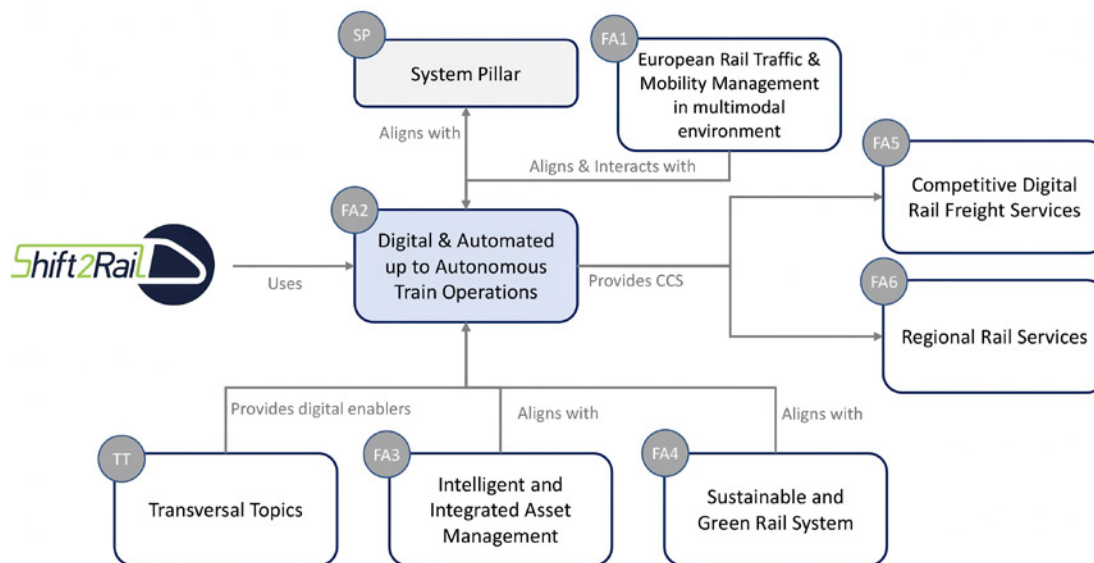 SP
System Pillar
FA1
European Rail Traffic &
Mobility Management
in multimodal
environment
Aligns with
Aligns & Interacts with
FA5
Competitive Digital
Rail Freight Services
FA2
Digital & Automated
up to Autonomous
Train Operations
Shift2Rail
Uses
Provides CCS
FA6
Regional Rail Services
Provides digital enablers
Aligns with
Aligns with
TT
Transversal Topics
FA3
Intelligent and
Integrated Asset
Management
FA4
Sustainable and
Green Rail System